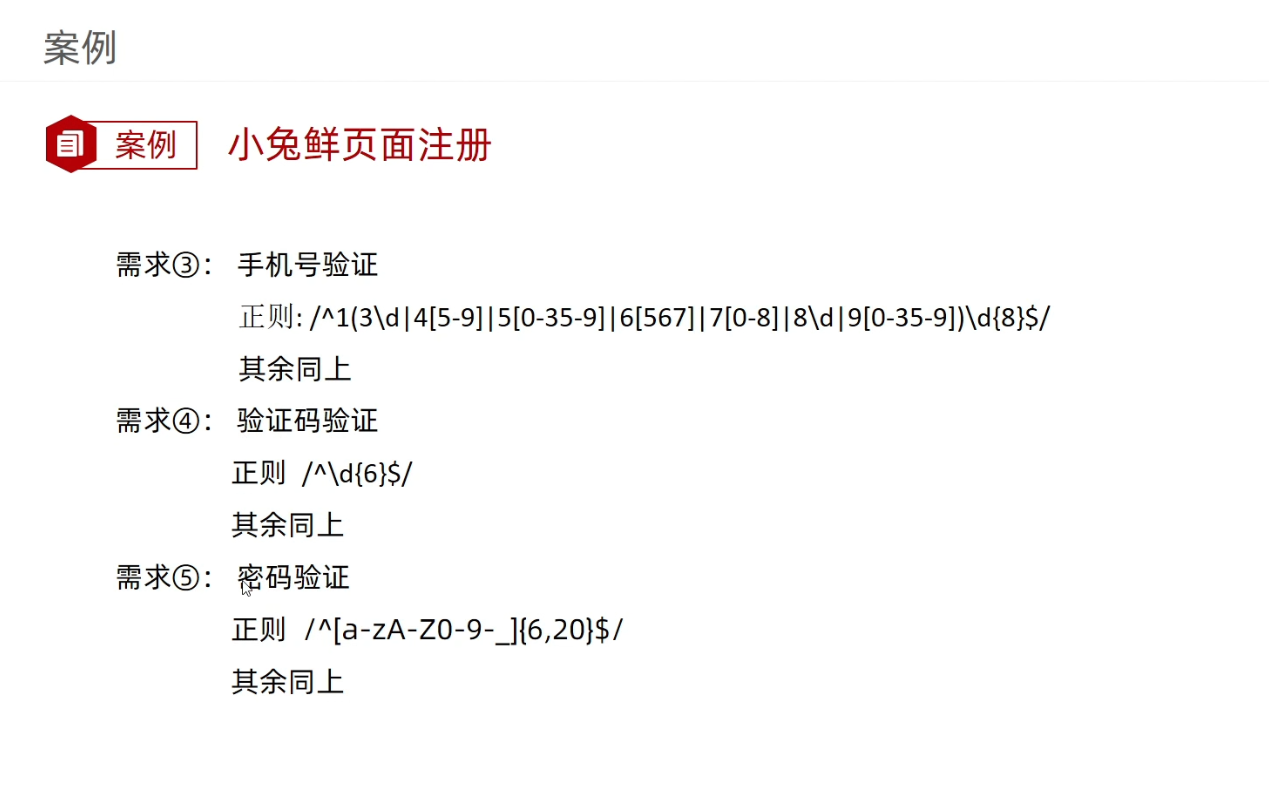 案例
案例 小兔鲜页面注册
需求③： 手机号验证
正则: /^1(3\d|4[5-9]|5[0-35-9]|6[567]|7[0-8]|8\d|9[0-35-9])\d{8}$/
其余同上
需求④： 验证码验证
正则 /^\d{6}$/
其余同上
需求⑤： 密码验证
正则 /^[a-zA-Z0-9-_]{6,20}$/
其余同上